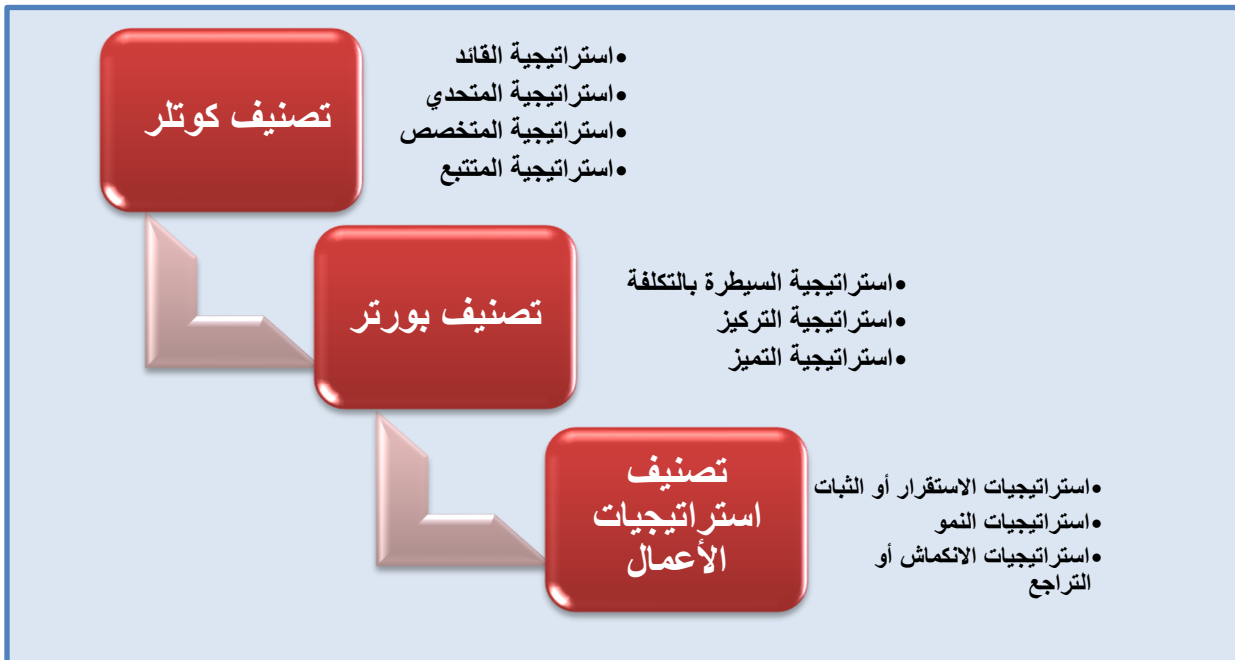 تصنيف كوتلر
•استراتيجية القائد
•استراتيجية المتحدي
•استراتيجية المتخصص
•استراتيجية المتتبع
تصنيف بورتر
•استراتيجية السيطرة بالتكلفة
•استراتيجية التركيز
•استراتيجية التميز
تصنيف
استراتيجيات
الأعمال
•استراتيجيات الاستقرار أو الثبات
•استراتيجيات النمو
•استراتيجيات الانكماش أو
التراجع